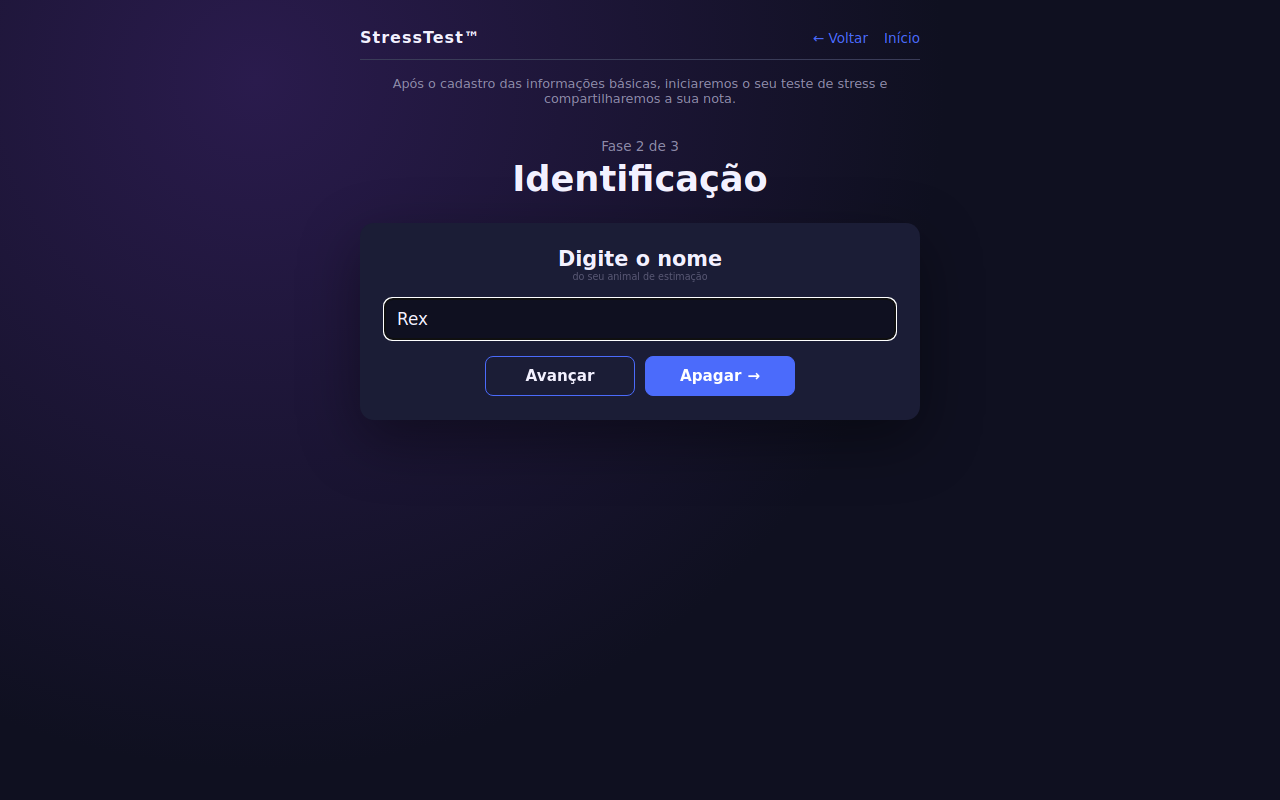 StressTest™
← Voltar Início
Após o cadastro das informações básicas, iniciaremos o seu teste de stress e
compartilharemos a sua nota.
Fase 2 de 3
Identificação
Digite o nome
do seu animal de estimação
Rex
Avançar
Apagar →